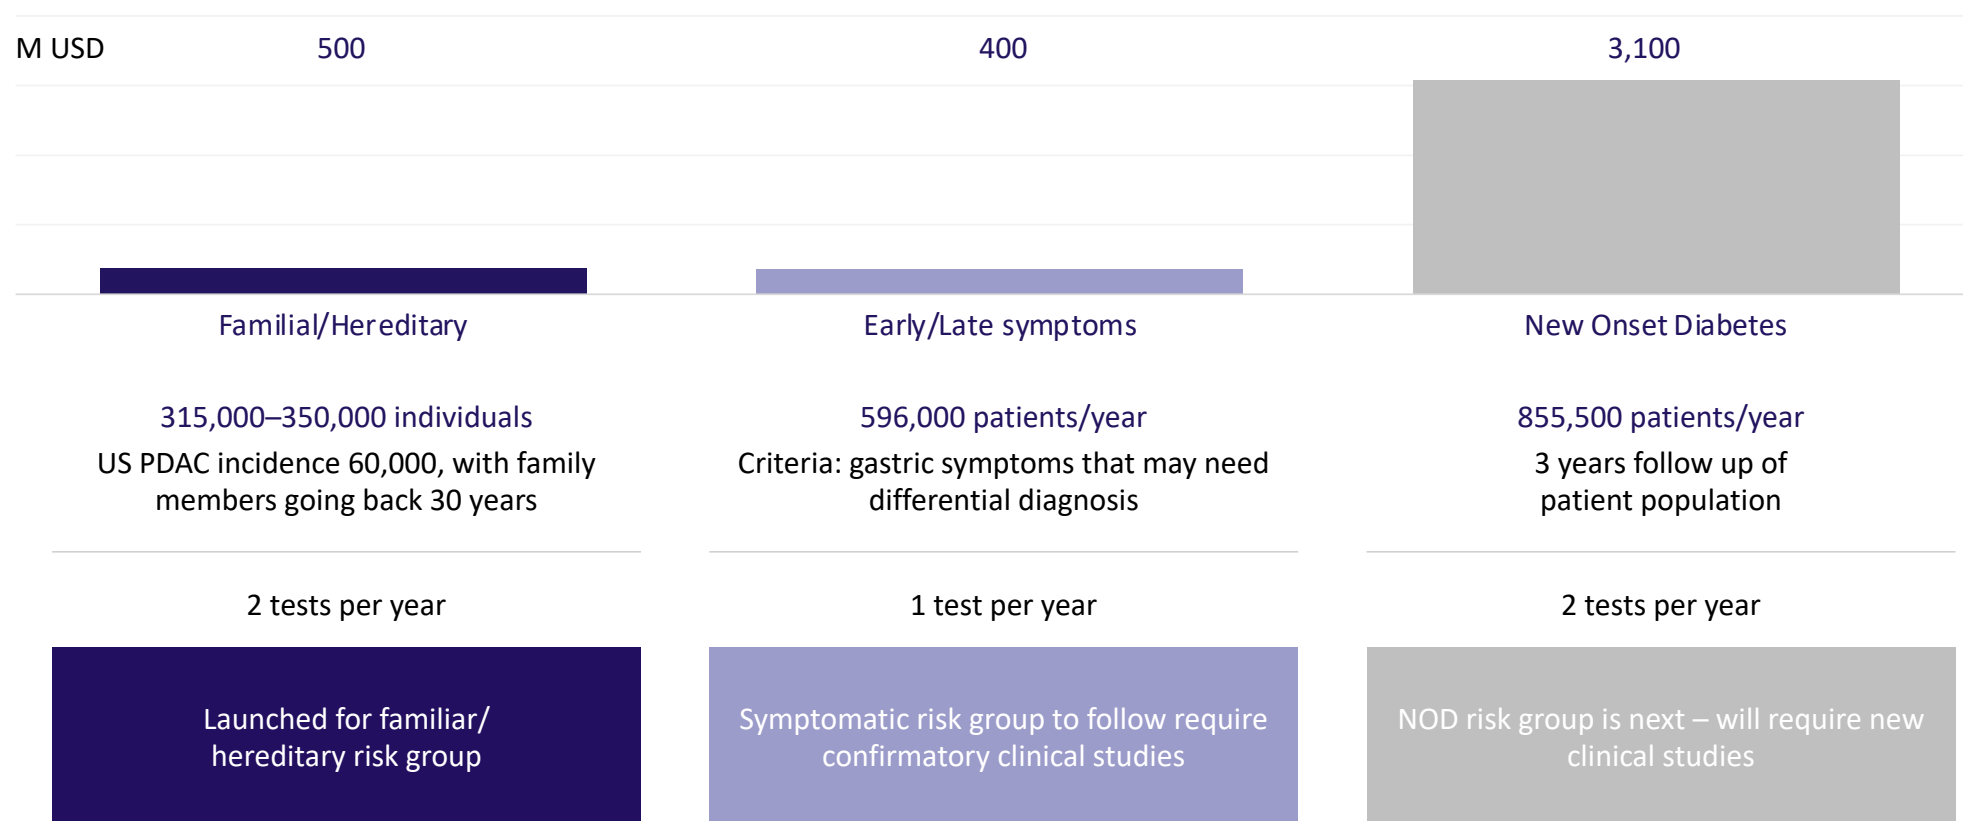 M USD
500
400
3,100
Familial/Hereditary
Early/Late symptoms
New Onset Diabetes
315,000–350,000 individuals
US PDAC incidence 60,000, with family
members going back 30 years
596,000 patients/year
Criteria: gastric symptoms that may need
differential diagnosis
855,500 patients/year
3 years follow up of
patient population
2 tests per year
1 test per year
2 tests per year
Launched for familiar/
hereditary risk group
Symptomatic risk group to follow require
confirmatory clinical studies
NOD risk group is next – will require new
clinical studies